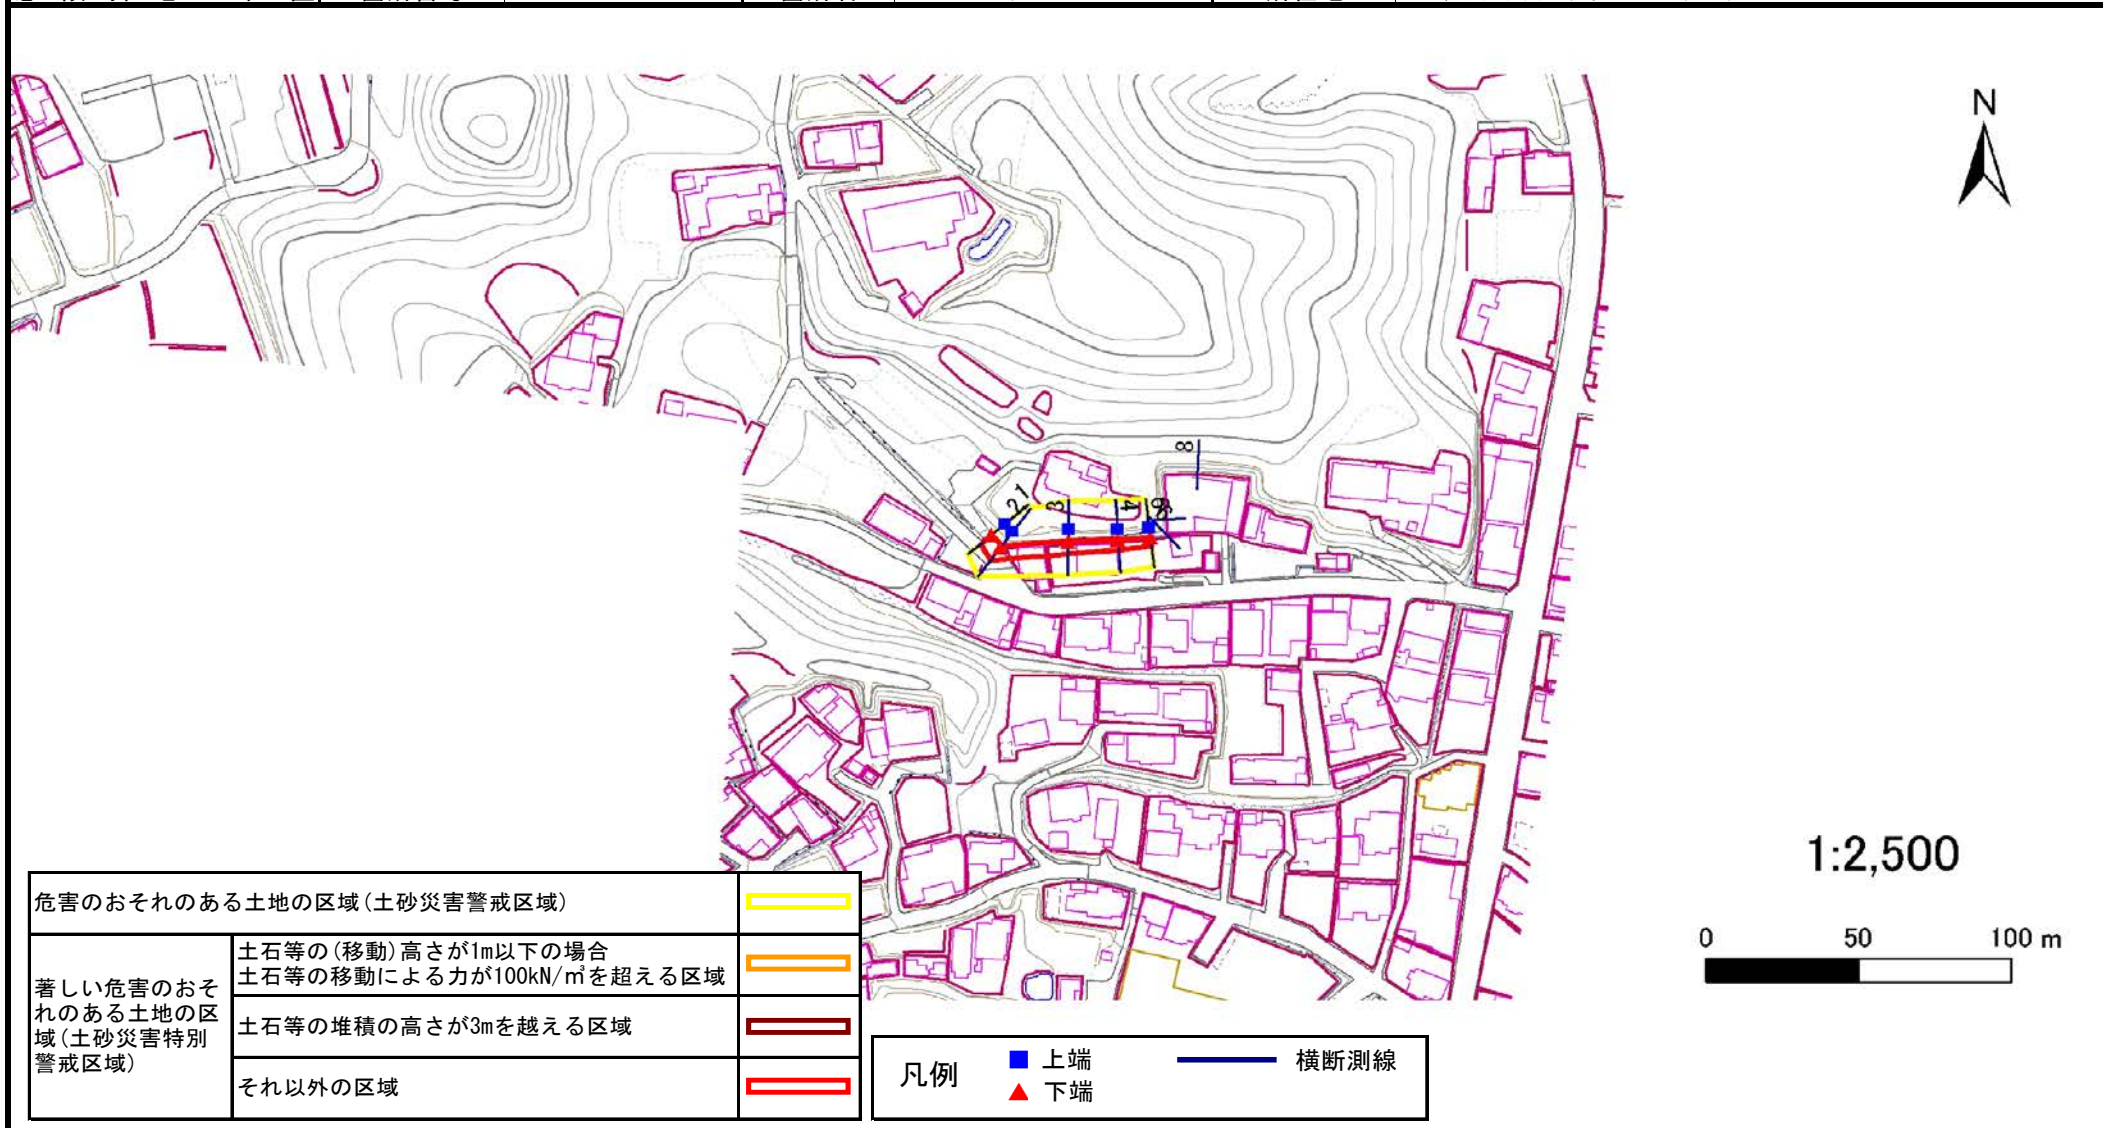 N
1
2
3
4
8
1:2,500
0 50 100 m
危害のおそれのある土地の区域(土砂災害警戒区域)
著しい危害のおそ
れのある土地の区
域(土砂災害特別
警戒区域)
土石等の(移動)高さが1m以下の場合
土石等の移動による力が100kN/㎡を超える区域
土石等の堆積の高さが3mを越える区域
それ以外の区域
凡例
上端
下端
横断測線